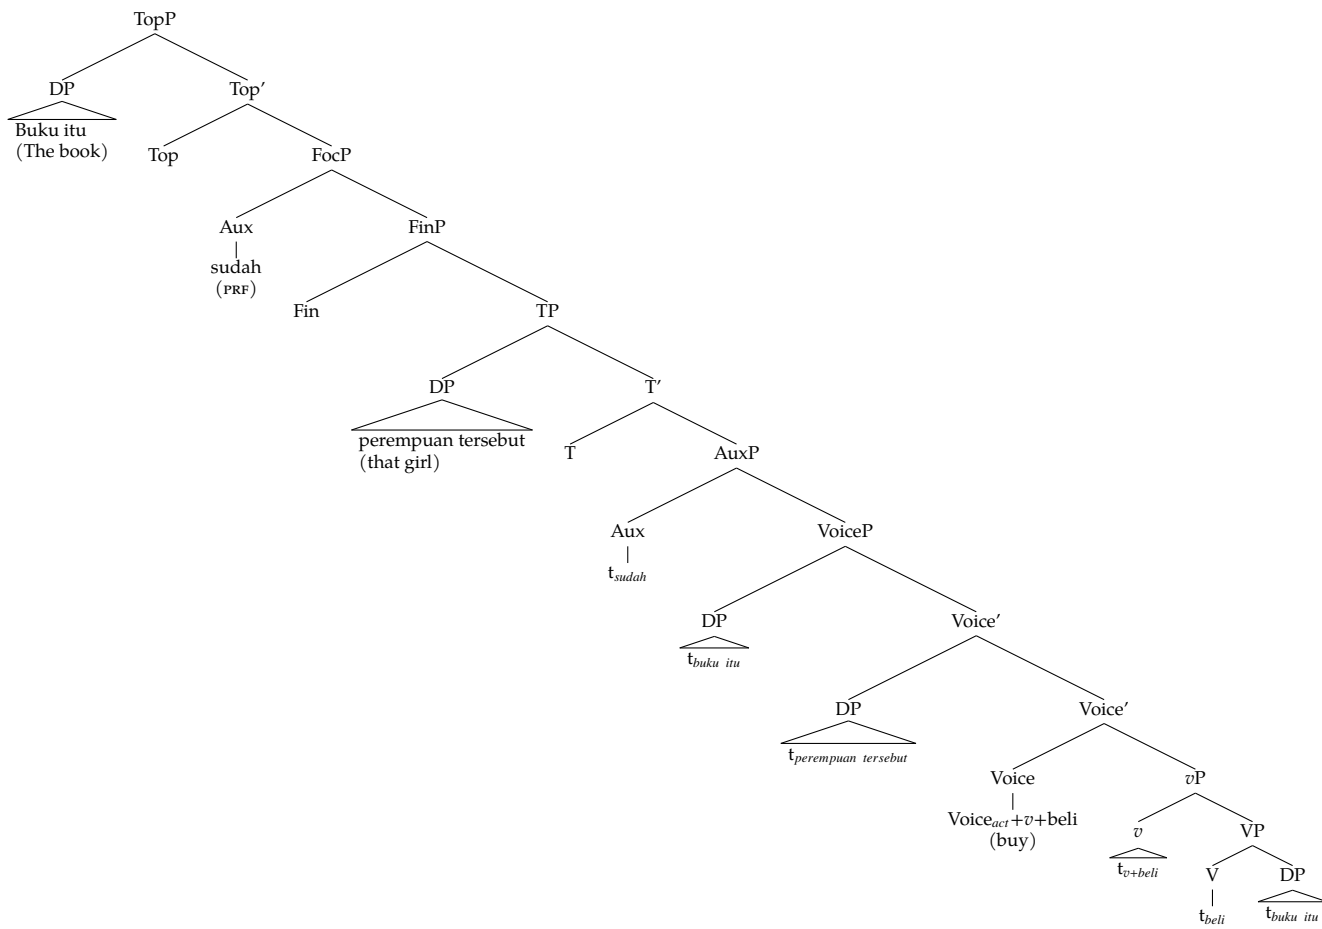 TopP
DP Top′
Buku itu
(The book)
Top FocP
Aux FinP
sudah
(PRF)
Fin TP
DP T′
perempuan tersebut
(that girl)
T AuxP
Aux VoiceP
t_sudah
DP Voice′
t_buku itu
DP Voice′
t_perempuan tersebut
Voice vP
Voice_act+v+beli
(buy)
v VP
t_v+beli
V DP
t_beli t_buku itu